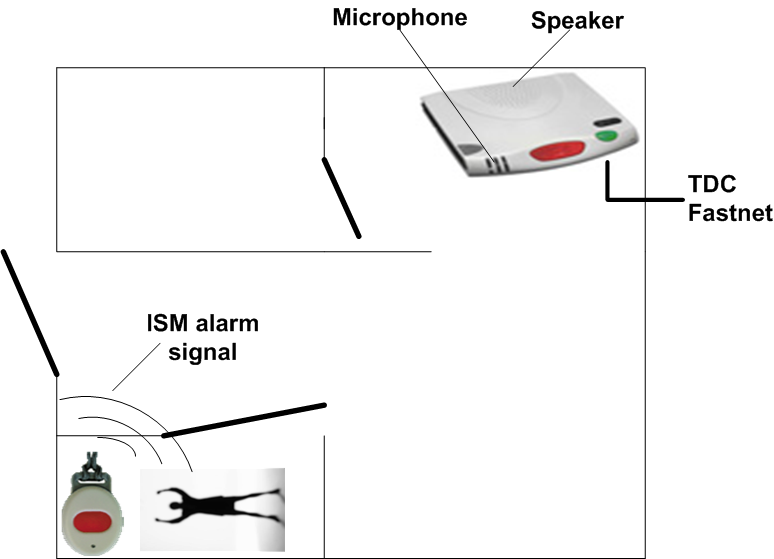 Microphone
Speaker
TDC
Fastnet
ISM alarm
signal